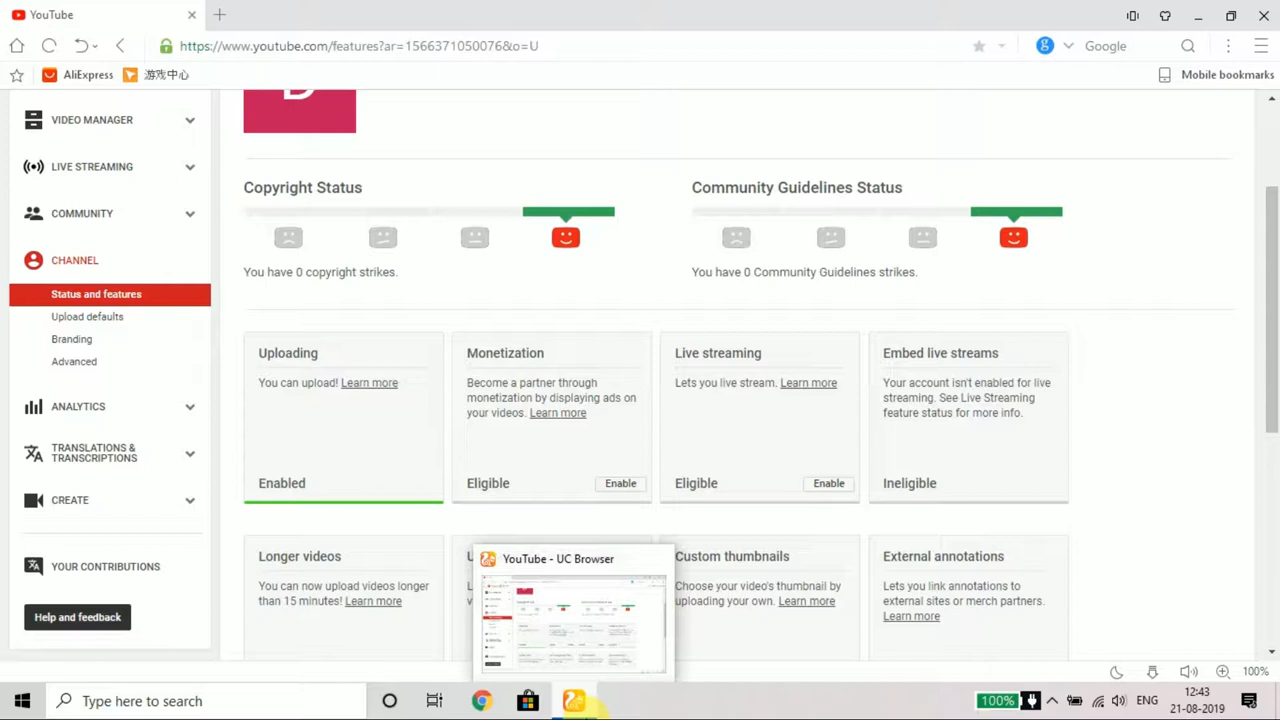 YouTube
https://www.youtube.com/features?ar=1566371050076&o=U
Google
AliExpress
游戏中心
Mobile bookmarks
VIDEO MANAGER
LIVE STREAMING
COMMUNITY
CHANNEL
Status and features
Upload defaults
Branding
Advanced
ANALYTICS
TRANSLATIONS &
TRANSCRIPTIONS
CREATE
YOUR CONTRIBUTIONS
Help and feedback
Copyright Status
You have 0 copyright strikes.
Community Guidelines Status
You have 0 Community Guidelines strikes.
Uploading
You can upload! Learn more
Enabled
Monetization
Become a partner through
monetization by displaying ads on
your videos. Learn more
Eligible
Enable
Live streaming
Lets you live stream. Learn more
Eligible
Enable
Embed live streams
Your account isn't enabled for live
streaming. See Live Streaming
feature status for more info.
Ineligible
Longer videos
You can now upload videos longer
than 15 minutes! Learn more
YouTube - UC Browser
Custom thumbnails
Choose your video's thumbnail by
uploading your own. Learn more
External annotations
Lets you link annotations to
external sites or merch partners.
Learn more
100%
Type here to search
100%
ENG
12:43
21-08-2019